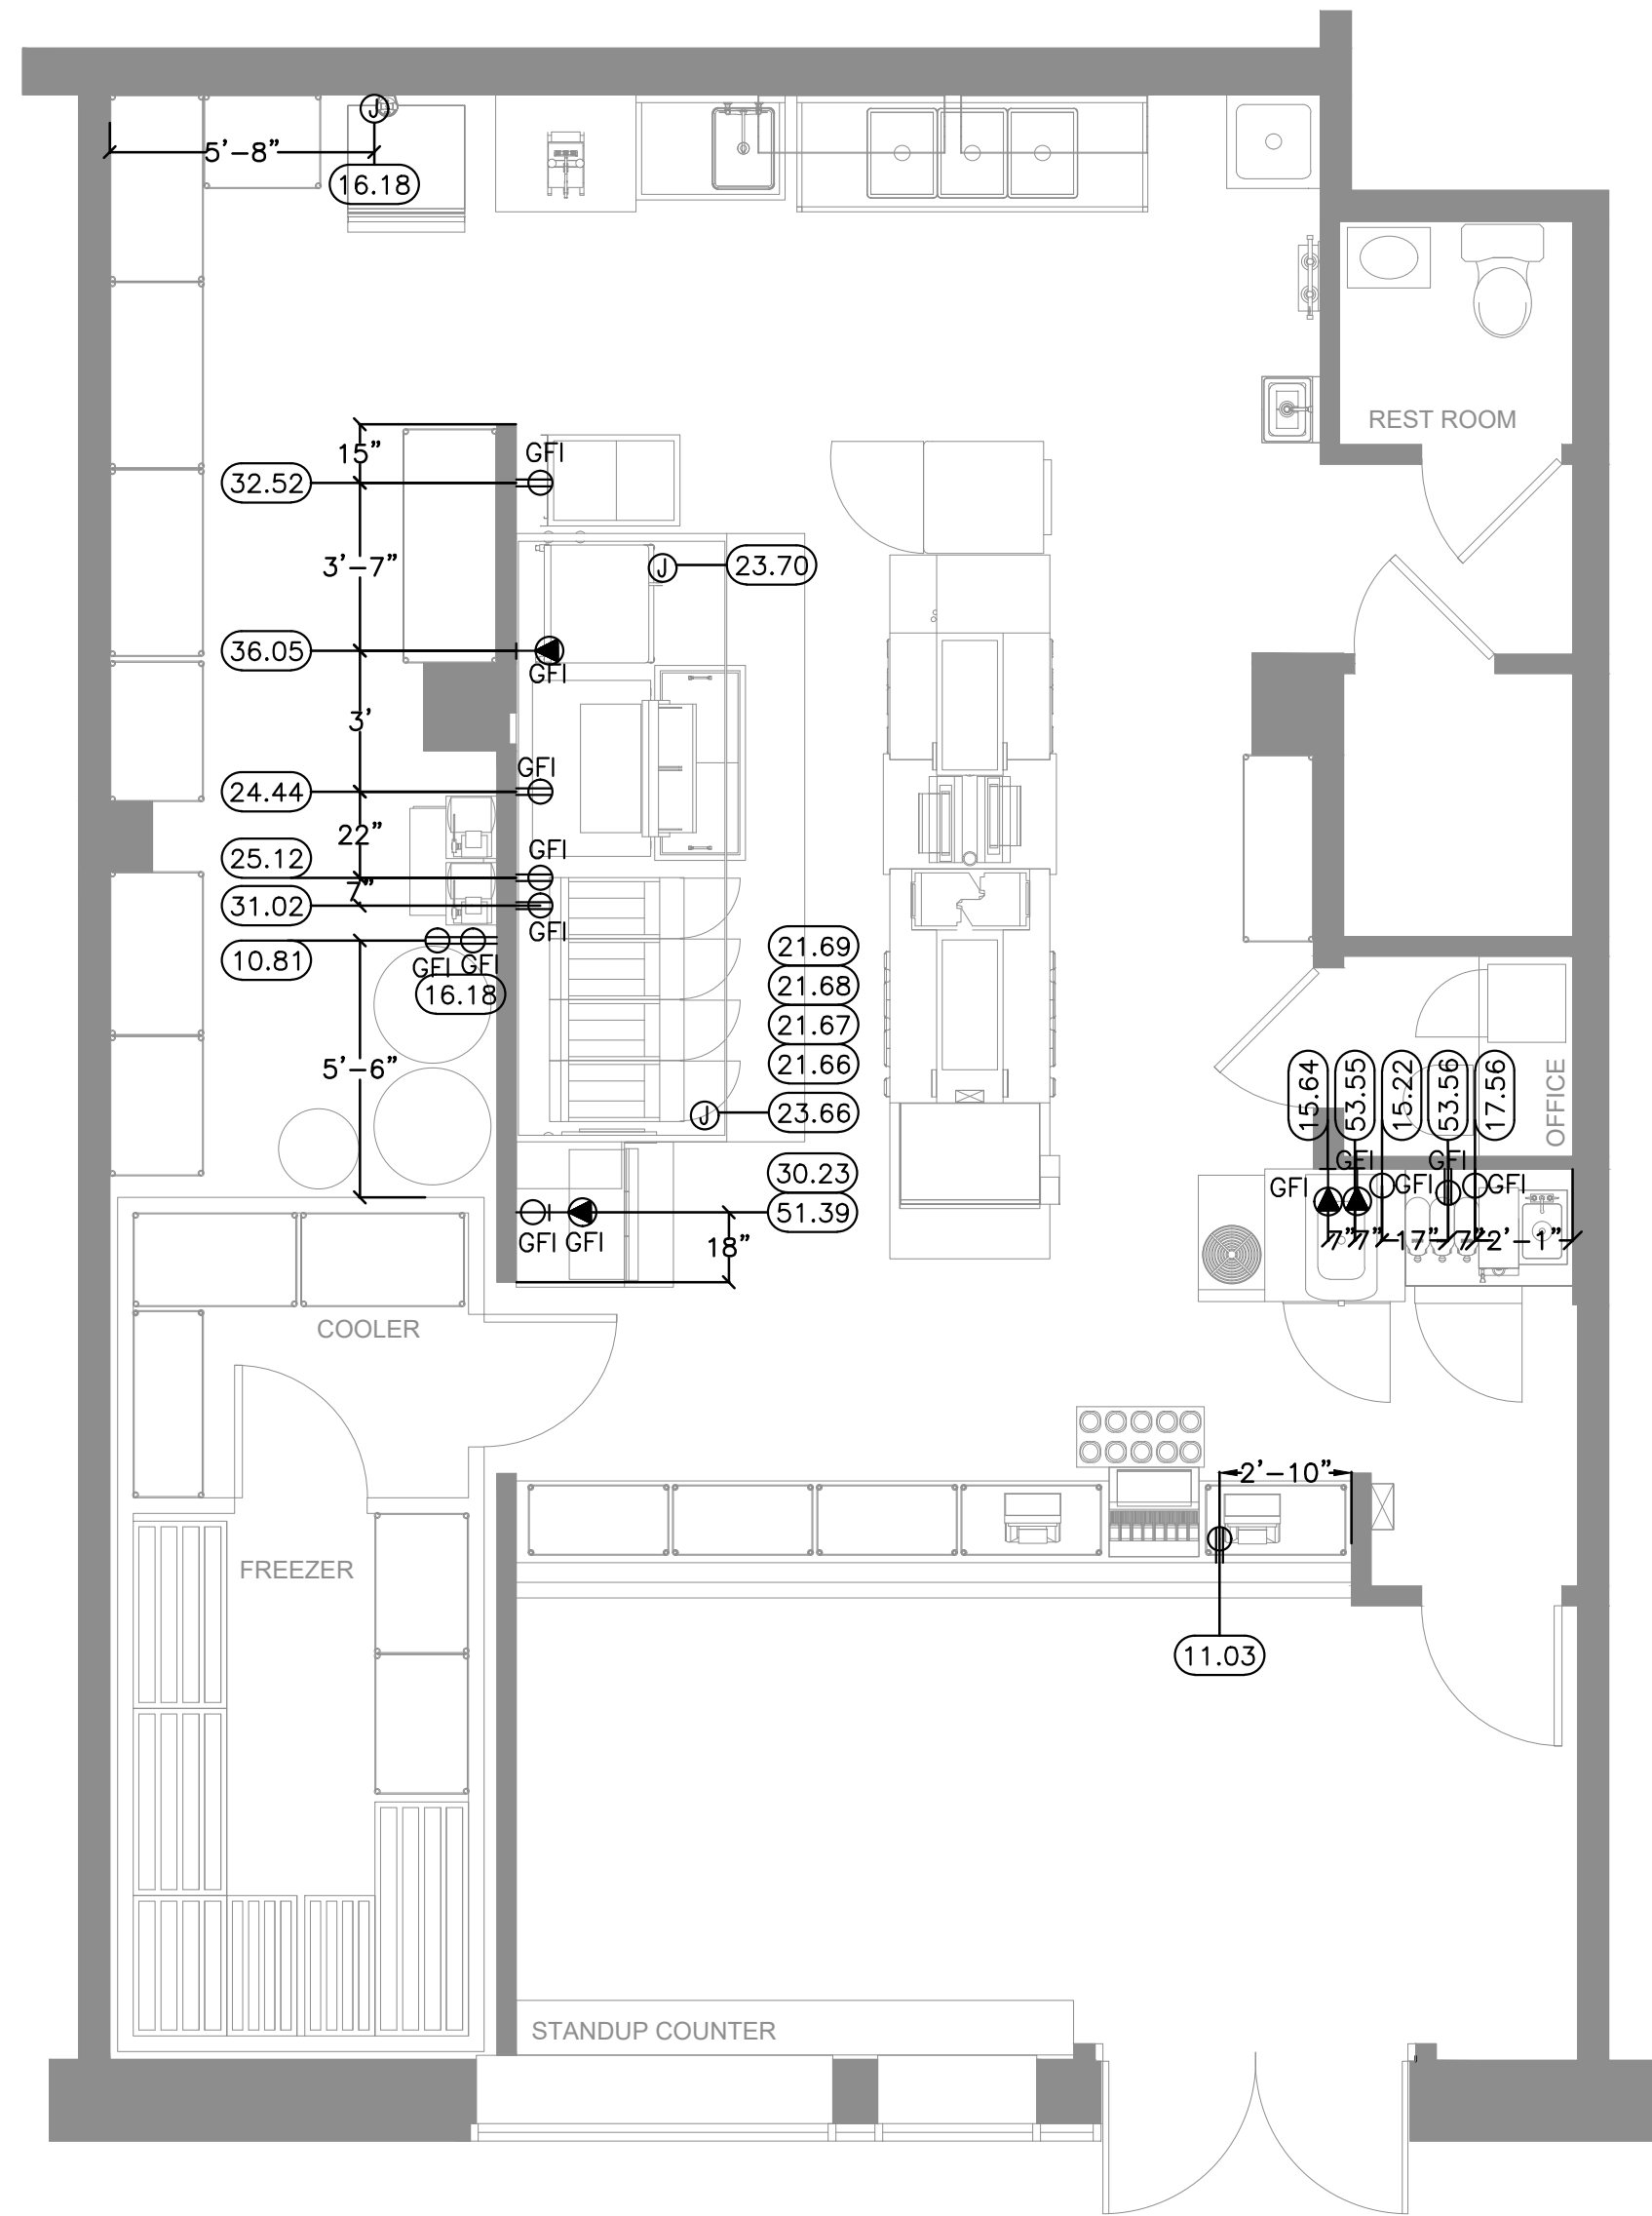 J
5'-8"
16.18
REST ROOM
15"
GFI
32.52
3'-7"
J
23.70
36.05
GFI
3'
GFI
24.44
22"
GFI
25.12
7"
31.02
GFI
10.81
GFI
GFI
16.18
21.69
21.68
21.67
21.66
5'-6"
J
23.66
15.64
53.55
15.22
53.56
17.56
OFFICE
30.23
51.39
GFI
GFI
18"
GFI
GFI
GFI
GFI
GFI
7"
7"
17"
7"
2'-1"
COOLER
2'-10"
FREEZER
11.03
STANDUP COUNTER